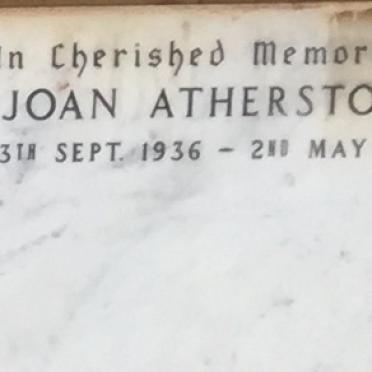 In Cherished Memor
JOAN ATHERSTO
3TH SEPT. 1936 - 2ND MAY